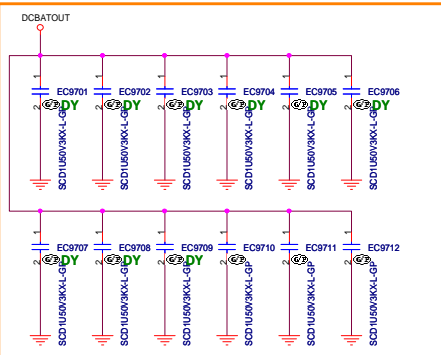 DCBATOUT
1 EC9701 1 EC9702 1 EC9703 1 EC9704 1 EC9705 1 EC9706
2 DY 2 DY 2 DY 2 DY 2 DY 2 DY
SCD1U50V3KX-L-GP SCD1U50V3KX-L-GP SCD1U50V3KX-L-GP SCD1U50V3KX-L-GP SCD1U50V3KX-L-GP SCD1U50V3KX-L-GP
1 EC9707 1 EC9708 1 EC9709 1 EC9710 1 EC9711 1 EC9712
2 DY 2 DY 2 DY 2 2 2
SCD1U50V3KX-L-GP SCD1U50V3KX-L-GP SCD1U50V3KX-L-GP SCD1U50V3KX-L-GP SCD1U50V3KX-L-GP SCD1U50V3KX-L-GP